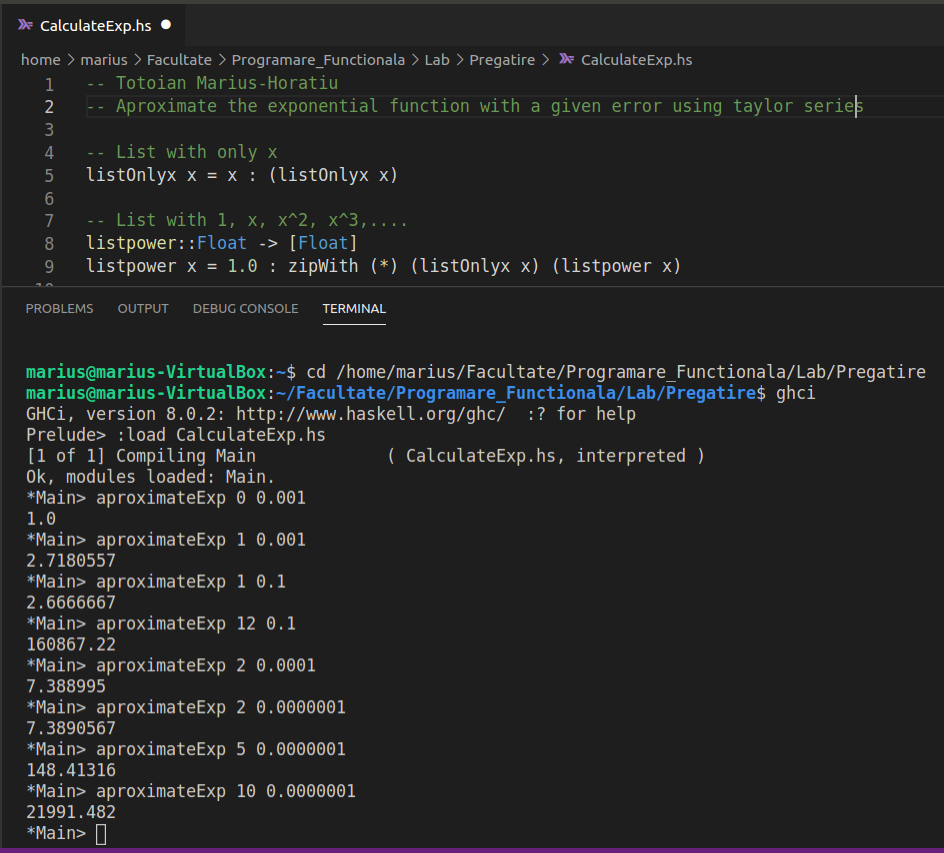 CalculateExp.hs
home > marius > Facultate > Programare_Functionala > Lab > Pregatire > CalculateExp.hs
1 -- Totoian Marius-Horatiu
2 -- Aproximate the exponential function with a given error using taylor series
3
4 -- List with only x
5 listOnlyx x = x : (listOnlyx x)
6
7 -- List with 1, x, x^2, x^3,....
8 listpower::Float -> [Float]
9 listpower x = 1.0 : zipWith (*) (listOnlyx x) (listpower x)
10
PROBLEMS OUTPUT DEBUG CONSOLE TERMINAL
marius@marius-VirtualBox:~$ cd /home/marius/Facultate/Programare_Functionala/Lab/Pregatire
marius@marius-VirtualBox:~/Facultate/Programare_Functionala/Lab/Pregatire$ ghci
GHCi, version 8.0.2: http://www.haskell.org/ghc/  :? for help
Prelude> :load CalculateExp.hs
[1 of 1] Compiling Main             ( CalculateExp.hs, interpreted )
Ok, modules loaded: Main.
*Main> aproximateExp 0 0.001
1.0
*Main> aproximateExp 1 0.001
2.7180557
*Main> aproximateExp 1 0.1
2.6666667
*Main> aproximateExp 12 0.1
160867.22
*Main> aproximateExp 2 0.0001
7.388995
*Main> aproximateExp 2 0.0000001
7.3890567
*Main> aproximateExp 5 0.0000001
148.41316
*Main> aproximateExp 10 0.0000001
21991.482
*Main>